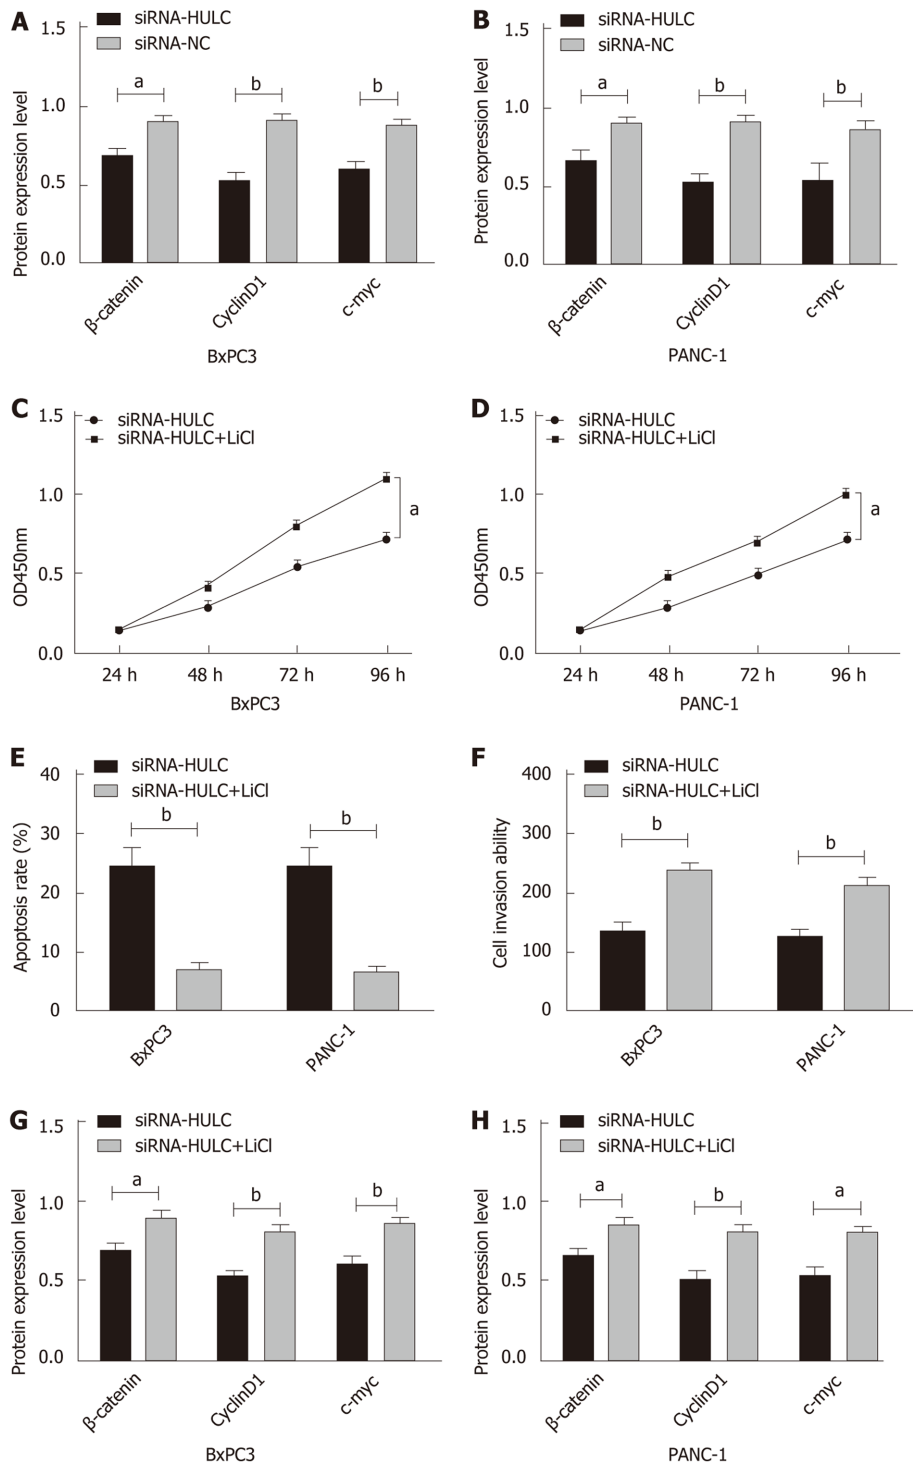 A
siRNA-HULC
siRNA-NC
Protein expression level
1.5
1.0
0.5
0.0
a
b
b
β-catenin
CyclinD1
c-myc
BxPC3
B
siRNA-HULC
siRNA-NC
Protein expression level
1.5
1.0
0.5
0.0
a
b
b
β-catenin
CyclinD1
c-myc
PANC-1
C
siRNA-HULC
siRNA-HULC+LiCl
OD450nm
1.5
1.0
0.5
0.0
a
24 h 48 h 72 h 96 h
BxPC3
D
siRNA-HULC
siRNA-HULC+LiCl
OD450nm
1.5
1.0
0.5
0.0
a
24 h 48 h 72 h 96 h
PANC-1
E
siRNA-HULC
siRNA-HULC+LiCl
Apoptosis rate (%)
40
30
20
10
0
b
b
BxPC3
PANC-1
F
siRNA-HULC
siRNA-HULC+LiCl
Cell invasion ability
400
300
200
100
0
b
b
BxPC3
PANC-1
G
siRNA-HULC
siRNA-HULC+LiCl
Protein expression level
1.5
1.0
0.5
0.0
a
b
b
β-catenin
CyclinD1
c-myc
BxPC3
H
siRNA-HULC
siRNA-HULC+LiCl
Protein expression level
1.5
1.0
0.5
0.0
a
b
a
β-catenin
CyclinD1
c-myc
PANC-1